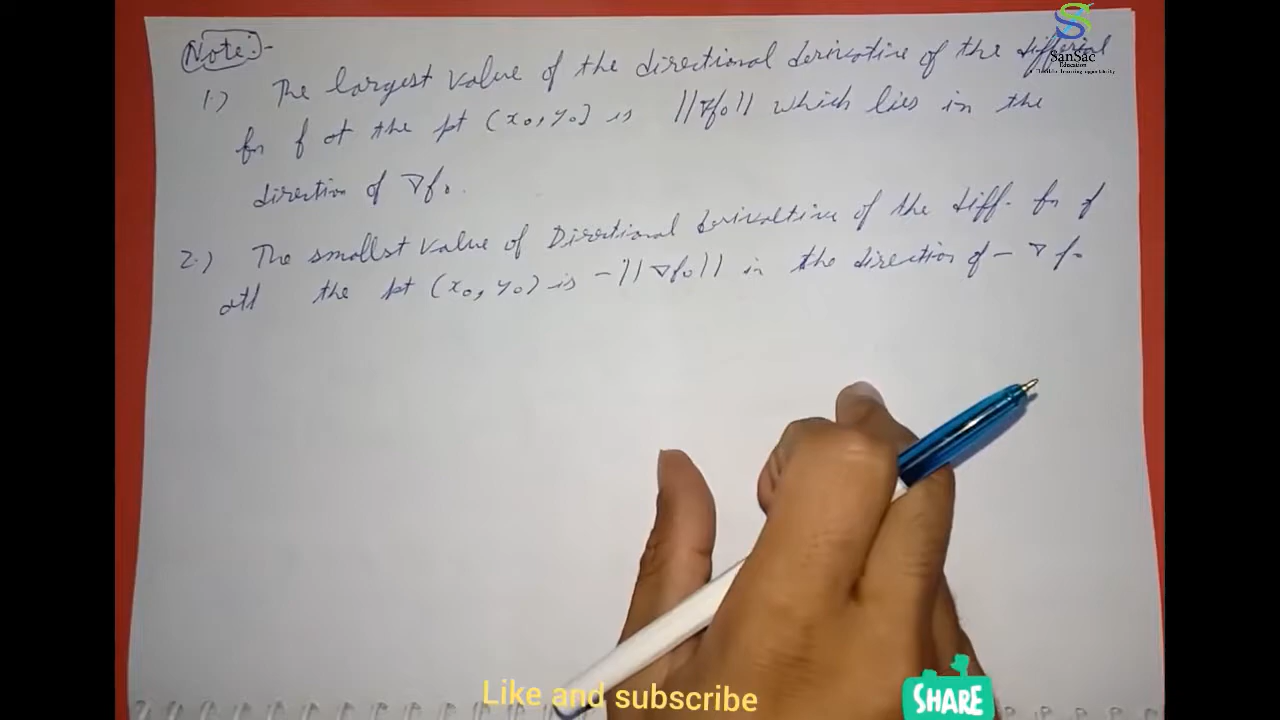 Note:-
1.) The largest value of the directional derivative of the differial
fn f at the pt (x₀, y₀) is ||∇f₀|| which lies in the
direction of ∇f₀.
2.) The smallest value of Directional derivative of the diff. fn f
at the pt (x₀, y₀) is -||∇f₀|| in the direction of - ∇f₀
S
SanSac
Education
Like and subscribe
SHARE